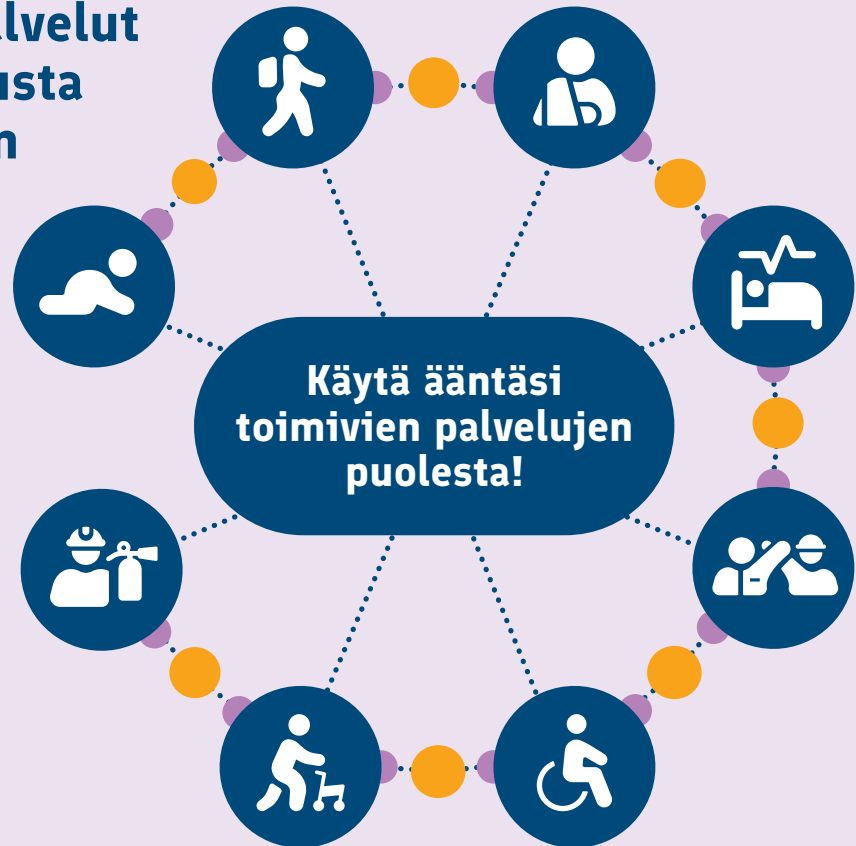 lvelut
usta
n
Käytä ääntäsi
toimivien palvelujen
puolesta!